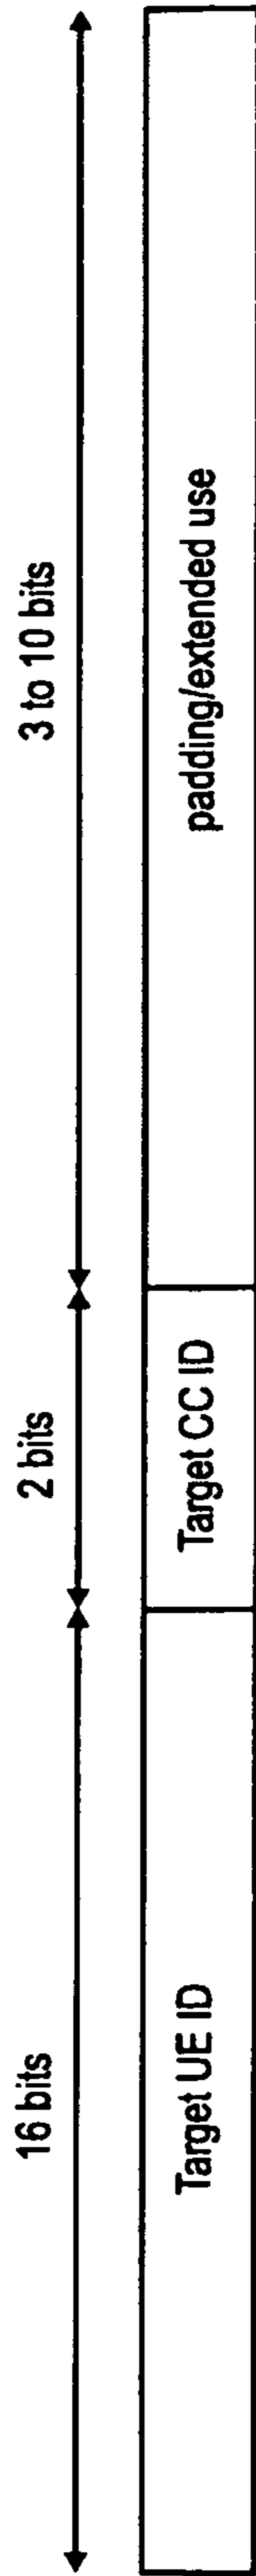 16 bits
2 bits
3 to 10 bits
Target UE ID
Target CC ID
padding/extended use